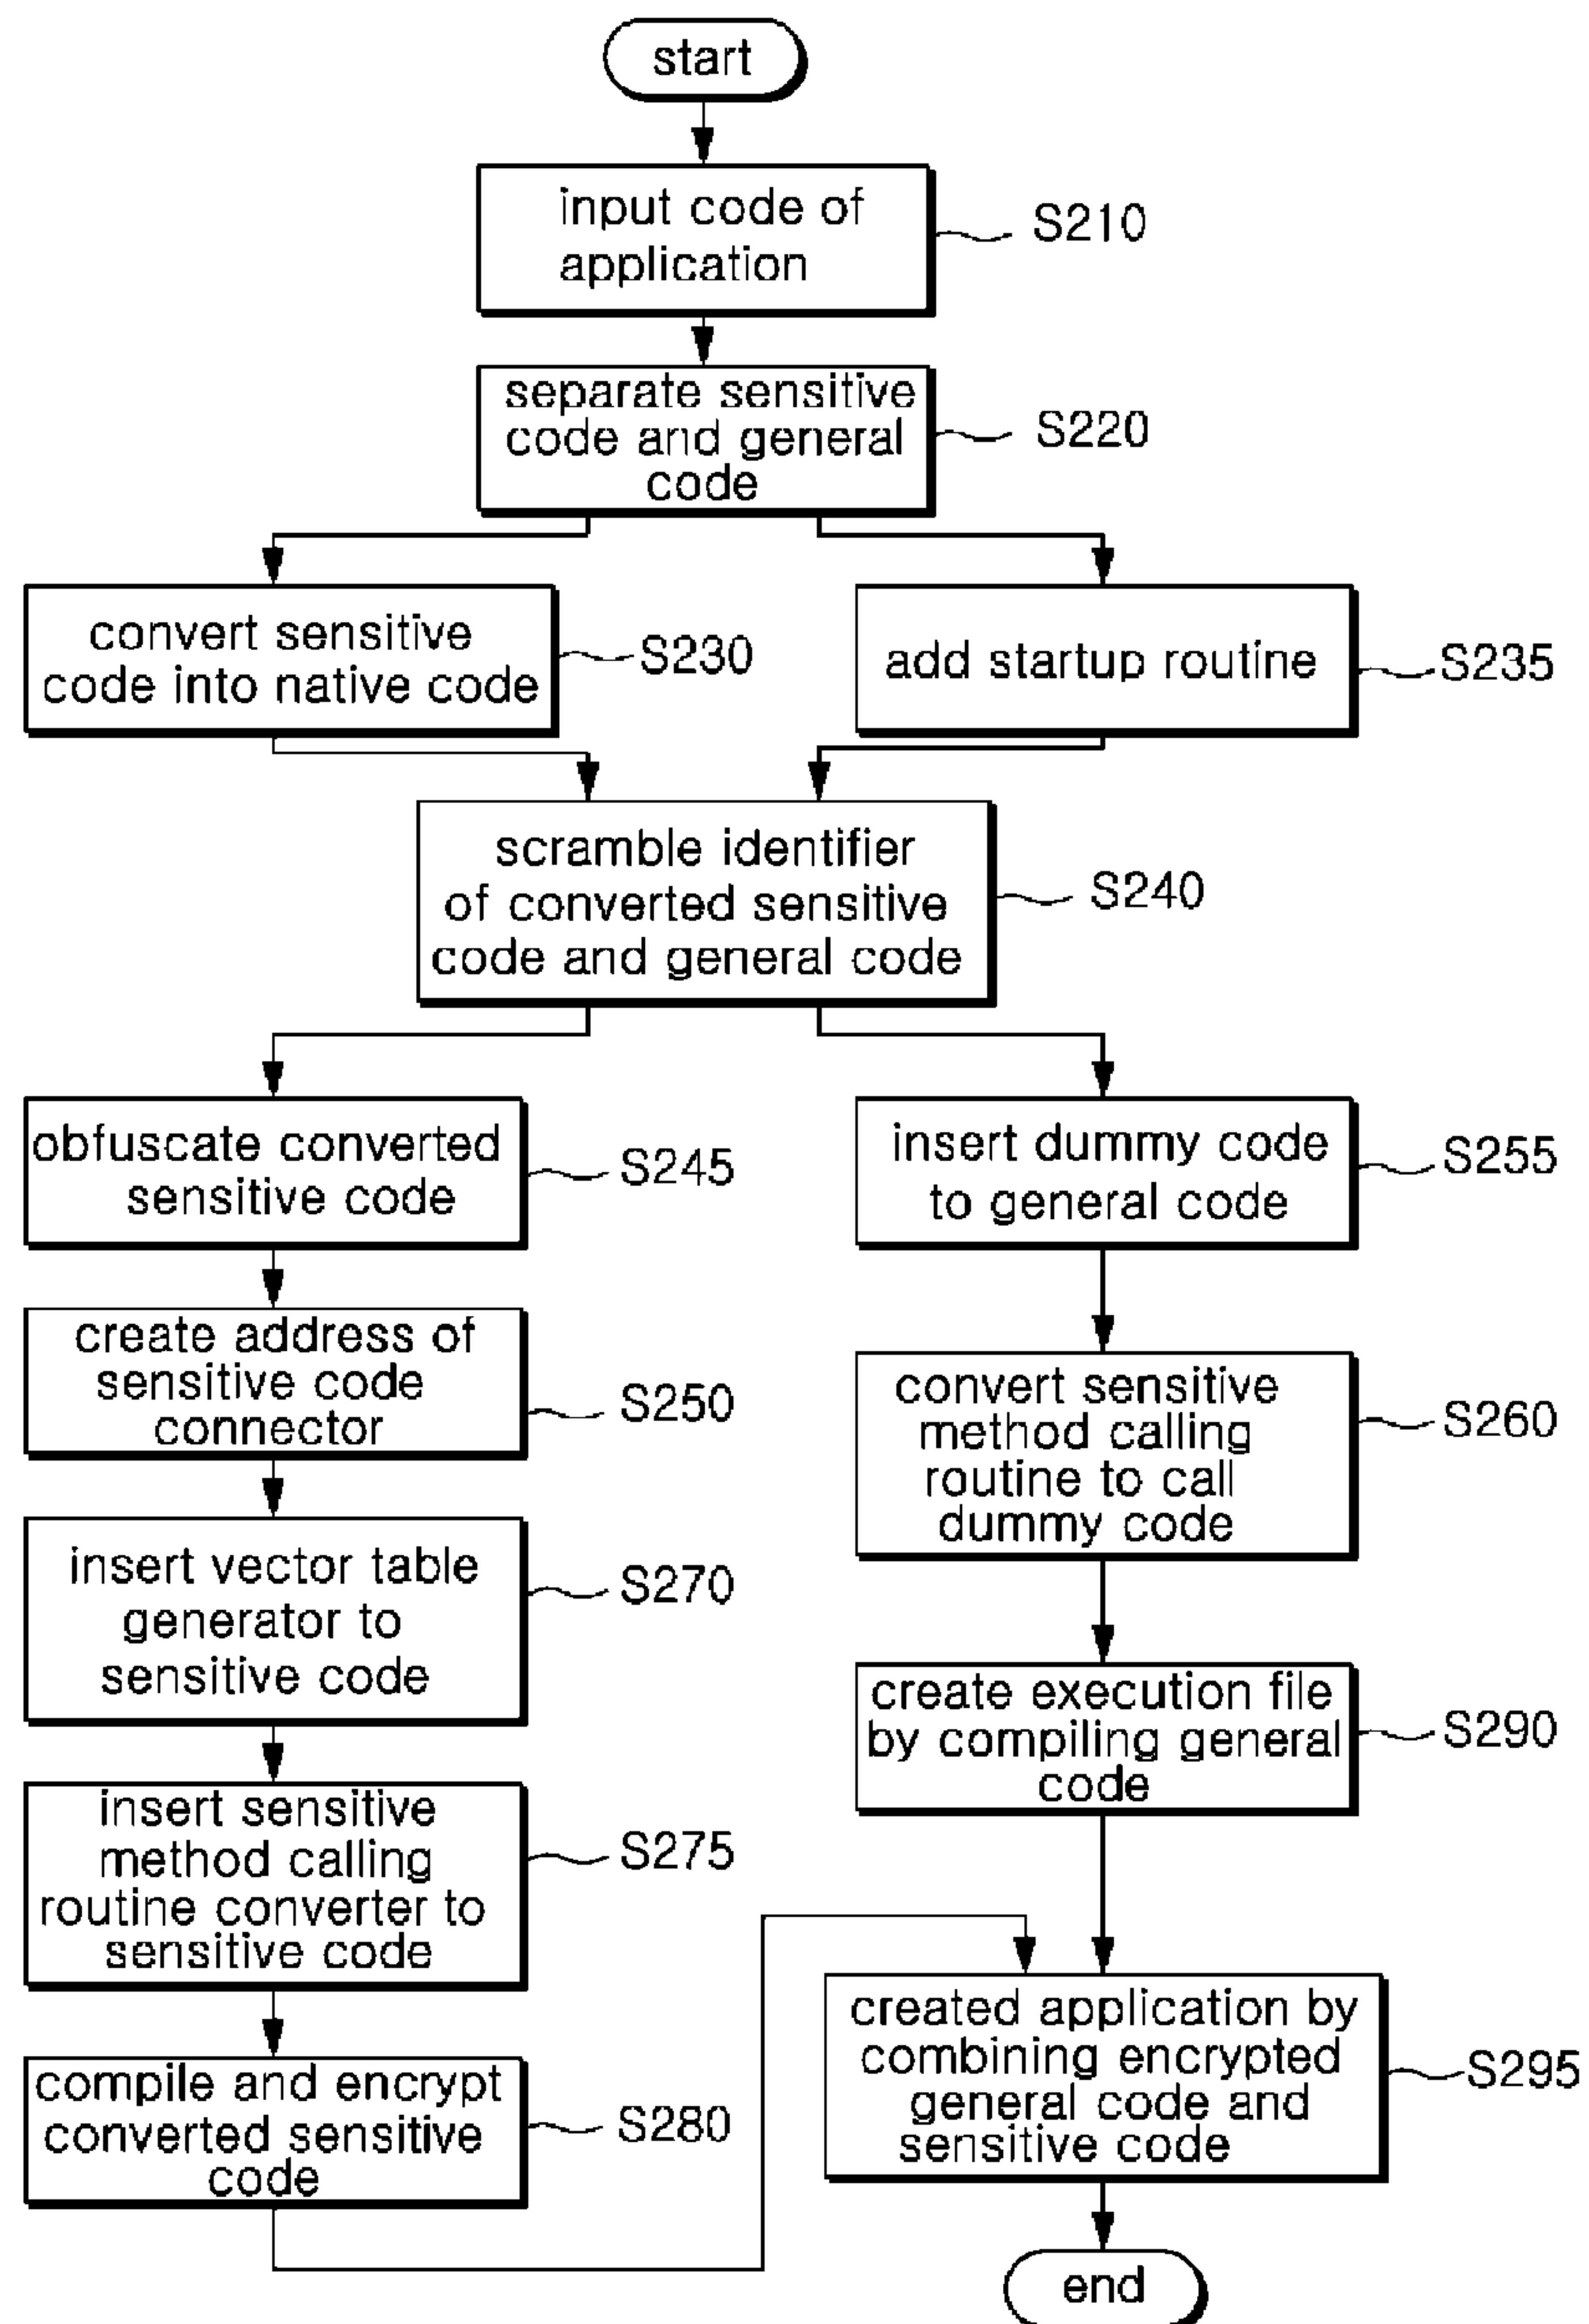 start
input code of
application
S210
separate sensitive
code and general
code
S220
convert sensitive
code into native code
S230
add startup routine
S235
scramble identifier
of converted sensitive
code and general code
S240
obfuscate converted
sensitive code
S245
create address of
sensitive code
connector
S250
insert vector table
generator to
sensitive code
S270
insert sensitive
method calling
routine converter to
sensitive code
S275
compile and encrypt
converted sensitive
code
S280
insert dummy code
to general code
S255
convert sensitive
method calling
routine to call
dummy code
S260
create execution file
by compiling general
code
S290
created application by
combining encrypted
general code and
sensitive code
S295
end